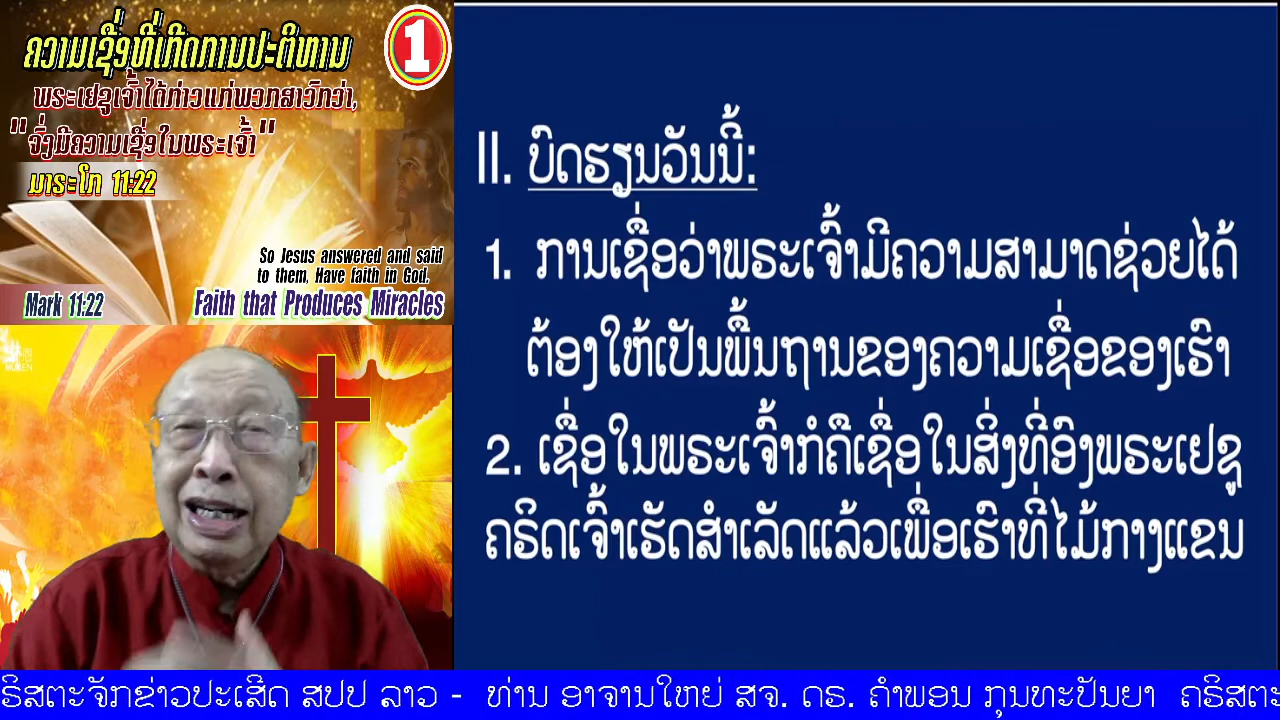 ຄວາມເຊື່ອທີ່ເກີດການປະຕິຫານ
1
ພຣະເຢຊູເຈົ້າໄດ້ກ່າວແກ່ພວກສາວົກວ່າ,
"ຈົ່ງມີຄວາມເຊື່ອໃນພຣະເຈົ້າ"
ມາຣະໂກ 11:22
So Jesus answered and said
to them, Have faith in God.
Mark 11:22
Faith that Produces Miracles
II. ບົດຮຽນວັນນີ້:
1. ການເຊື່ອວ່າພຣະເຈົ້າມີຄວາມສາມາດຊ່ວຍໄດ້
ຕ້ອງໃຫ້ເປັນພື້ນຖານຂອງຄວາມເຊື່ອຂອງເຮົາ
2. ເຊື່ອໃນພຣະເຈົ້າກໍຄືເຊື່ອໃນສິ່ງທີ່ອົງພຣະເຢຊູ
ຄຣິດເຈົ້າເຮັດສຳເລັດແລ້ວເພື່ອເຮົາທີ່ໄມ້ກາງແຂນ
ຣິສຕະຈັກຂ່າວປະເສີດ ສປປ ລາວ - ທ່ານ ອາຈານໃຫຍ່ ສຈ. ດຣ. ຄຳພອນ ກຸນທະປັນຍາ ຄຣິສຕະ